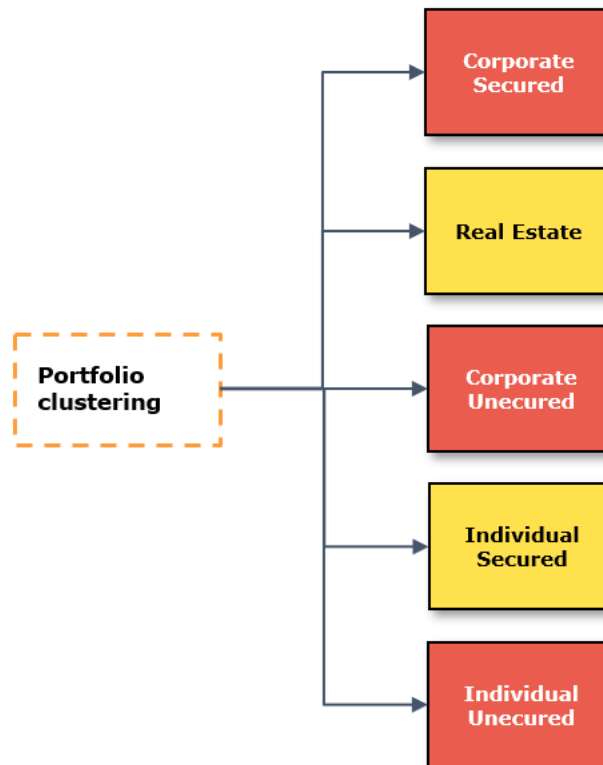 Corporate
Secured
Real Estate
Portfolio
clustering
Corporate
Unecured
Individual
Secured
Individual
Unecured